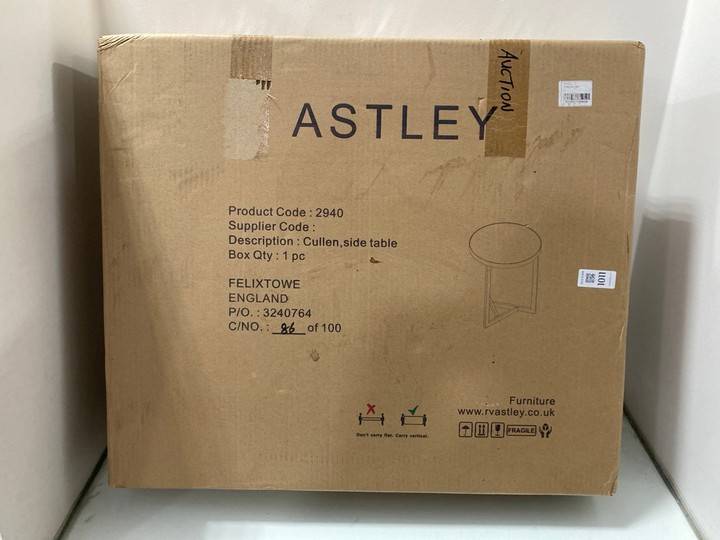 ASTLEY
AUCTION
Product Code : 2940
Supplier Code :
Description : Cullen,side table
Box Qty : 1 pc
FELIXTOWE
ENGLAND
P/O. : 3240764
C/NO. : 86 of 100
1101
Furniture
www.rvastley.co.uk
FRAGILE
Don't carry flat. Carry vertical.